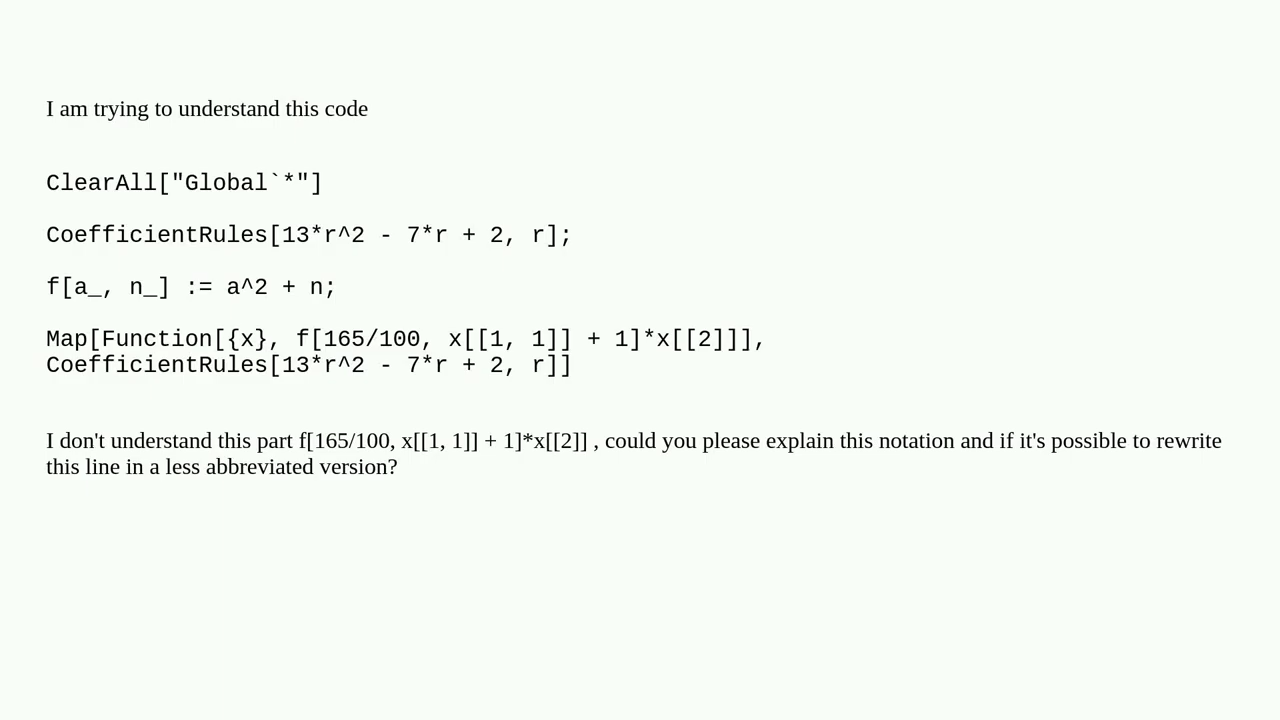 I am trying to understand this code
ClearAll["Global`*"]
CoefficientRules[13*r^2 - 7*r + 2, r];
f[a_, n_] := a^2 + n;
Map[Function[{x}, f[165/100, x[[1, 1]] + 1]*x[[2]]],
CoefficientRules[13*r^2 - 7*r + 2, r]]
I don't understand this part f[165/100, x[[1, 1]] + 1]*x[[2]] , could you please explain this notation and if it's possible to rewrite
this line in a less abbreviated version?